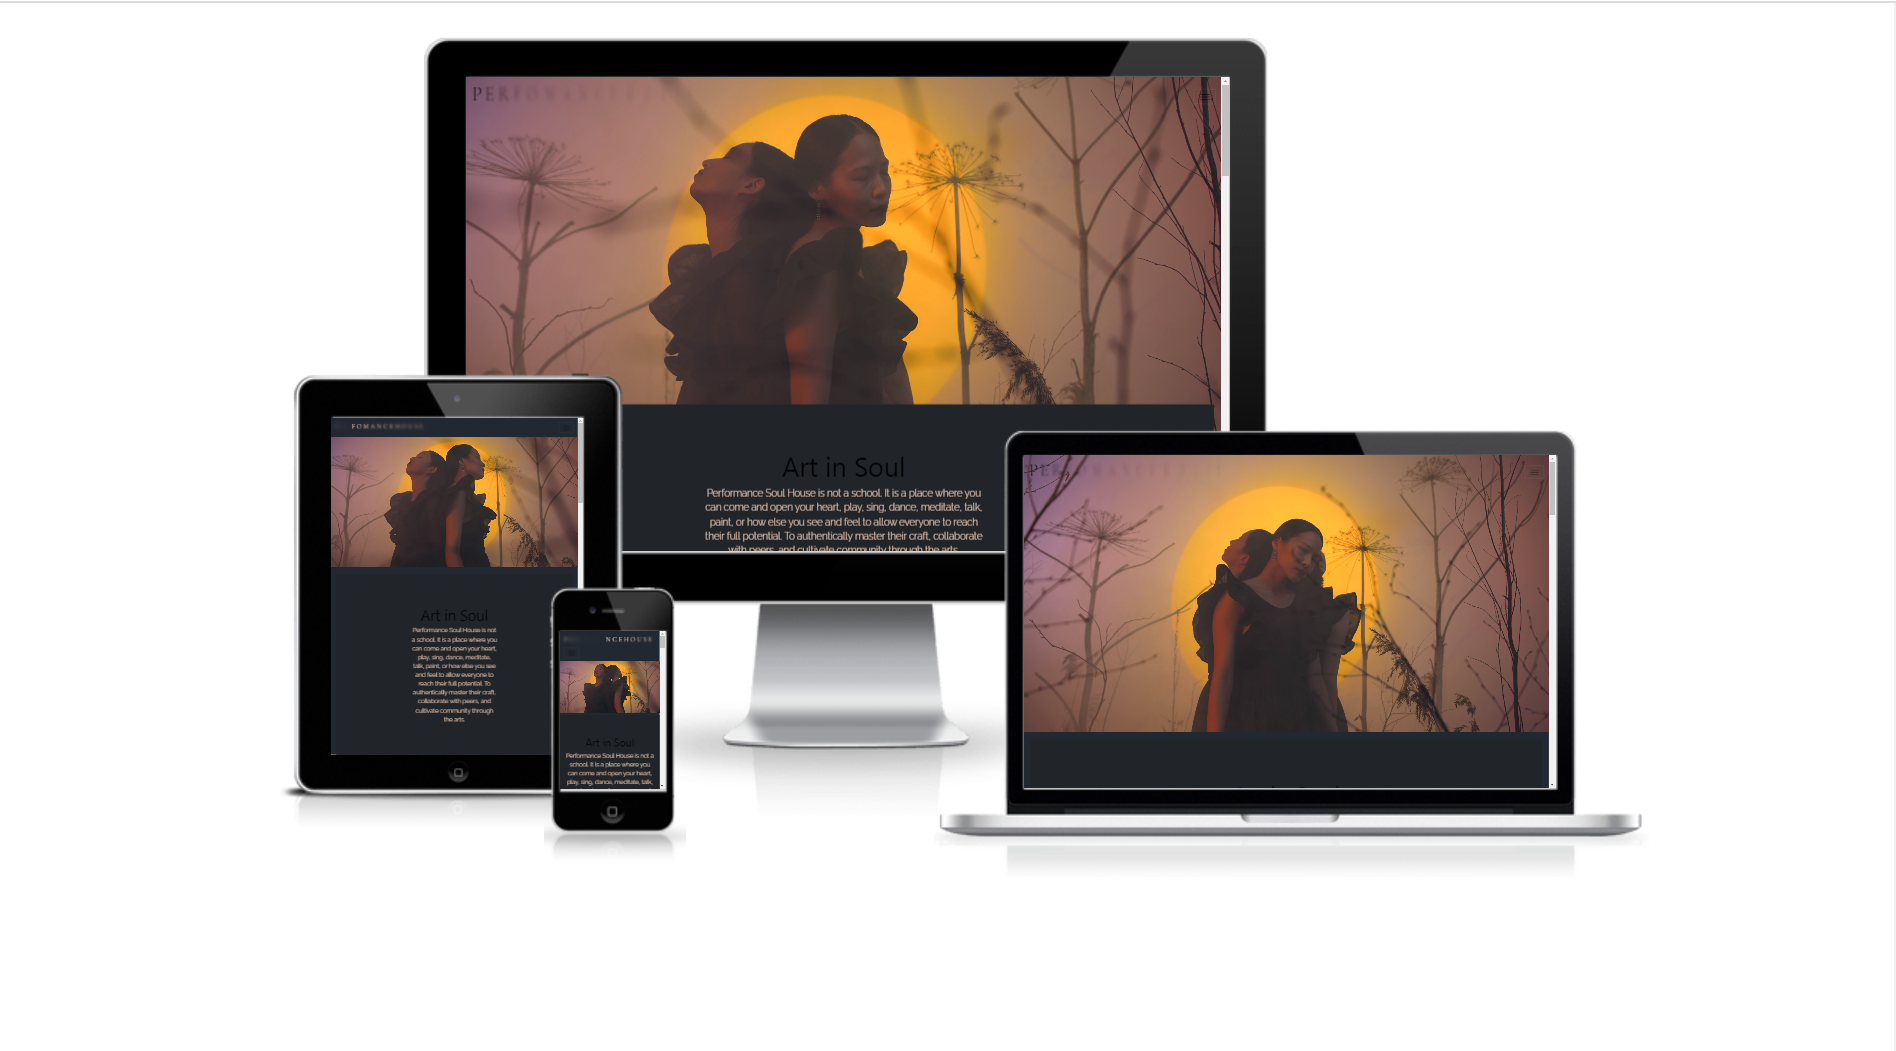 PERFOMANCE
Art in Soul
Performance Soul House is not a school. It is a place where you
can come and open your heart, play, sing, dance, meditate, talk,
paint, or how else you see and feel to allow everyone to reach
their full potential. To authentically master their craft, collaborate
with peers, and cultivate community through the arts.
FOMANCEHOUSE
Art in Soul
Performance Soul House is not
a school. It is a place where you
can come and open your heart,
play, sing, dance, meditate,
talk, paint, or how else you see
and feel to allow everyone to
reach their full potential. To
authentically master their craft,
collaborate with peers, and
cultivate community through
the arts.
NCEHOUSE
Art in Soul
Performance Soul House is not a
school. It is a place where you
can come and open your heart,
play, sing, dance, meditate, talk,
PERFOMANCE